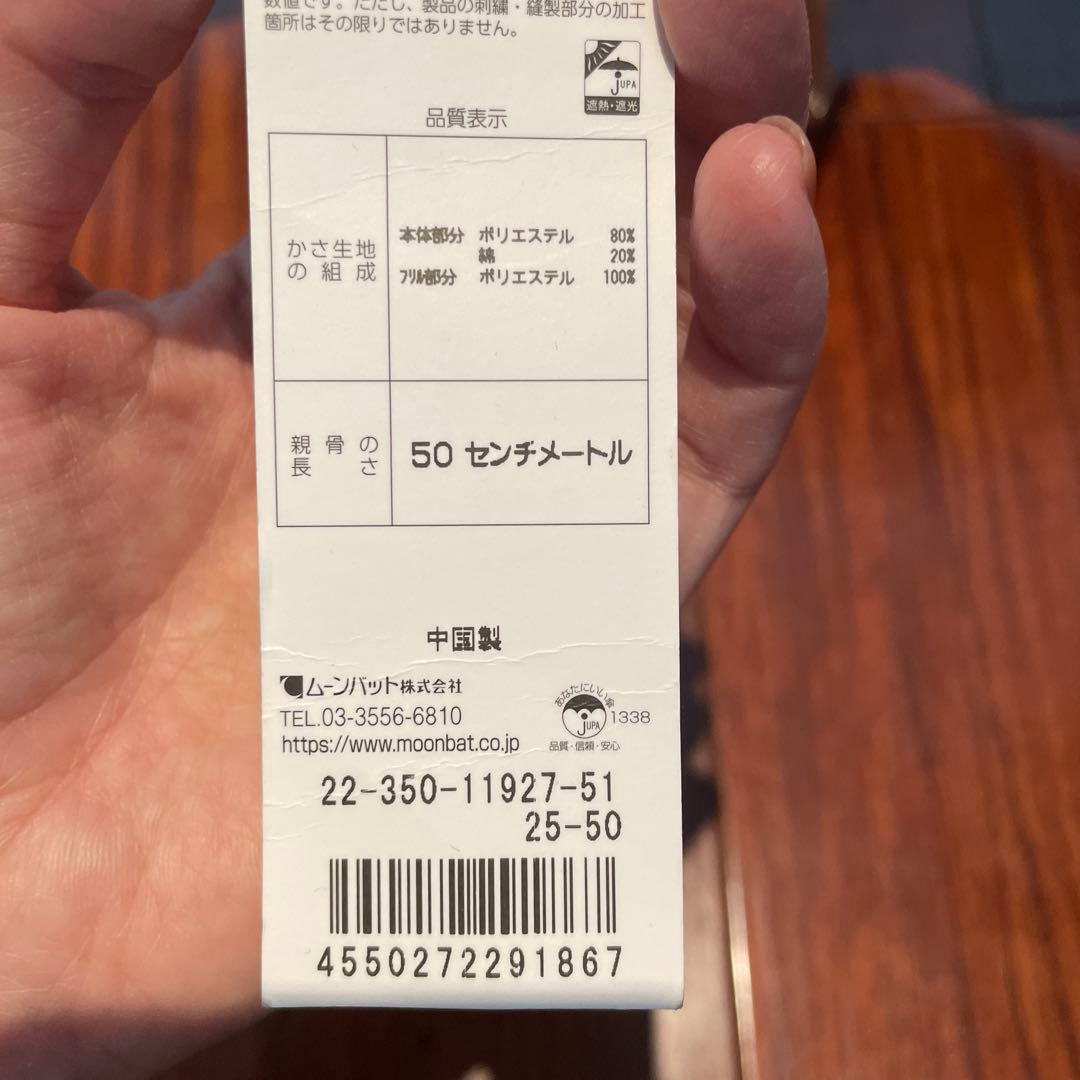 数値です。ただし、製品の刺繍・縫製部分の加工
箇所はその限りではありません。
JUPA
遮熱・遮光
品質表示
かさ生地
の組成
本体部分 ポリエステル 80%
綿 20%
フリル部分 ポリエステル 100%
親骨の
長さ
50 センチメートル
中国製
ムーンバット株式会社
TEL.03-3556-6810
https://www.moonbat.co.jp
あなたにいい傘
JUPA
1338
品質・信頼・安心
22-350-11927-51
25-50
4550272291867